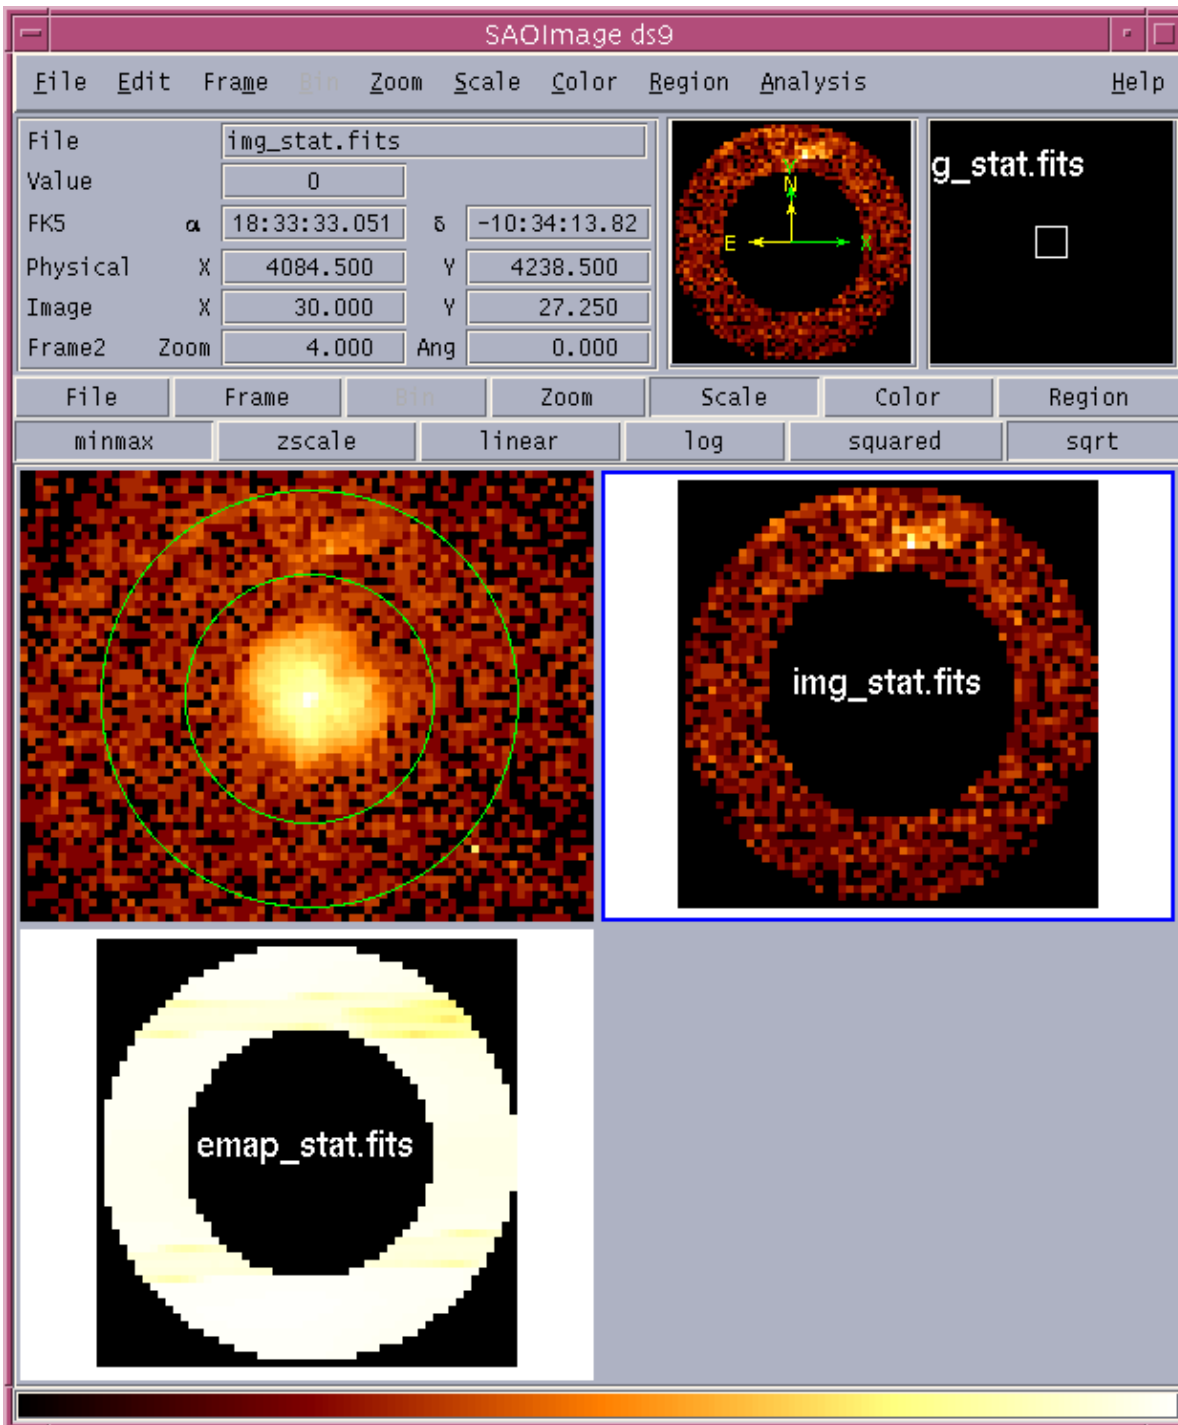 SAOImage ds9
File Edit Frame Bin Zoom Scale Color Region Analysis Help
File img_stat.fits
Value 0
FK5 α 18:33:33.051 δ -10:34:13.82
Physical X 4084.500 Y 4238.500
Image X 30.000 Y 27.250
Frame2 Zoom 4.000 Ang 0.000
Y
N
E X
g_stat.fits
File Frame Bin Zoom Scale Color Region
minmax zscale linear log squared sqrt
img_stat.fits
emap_stat.fits